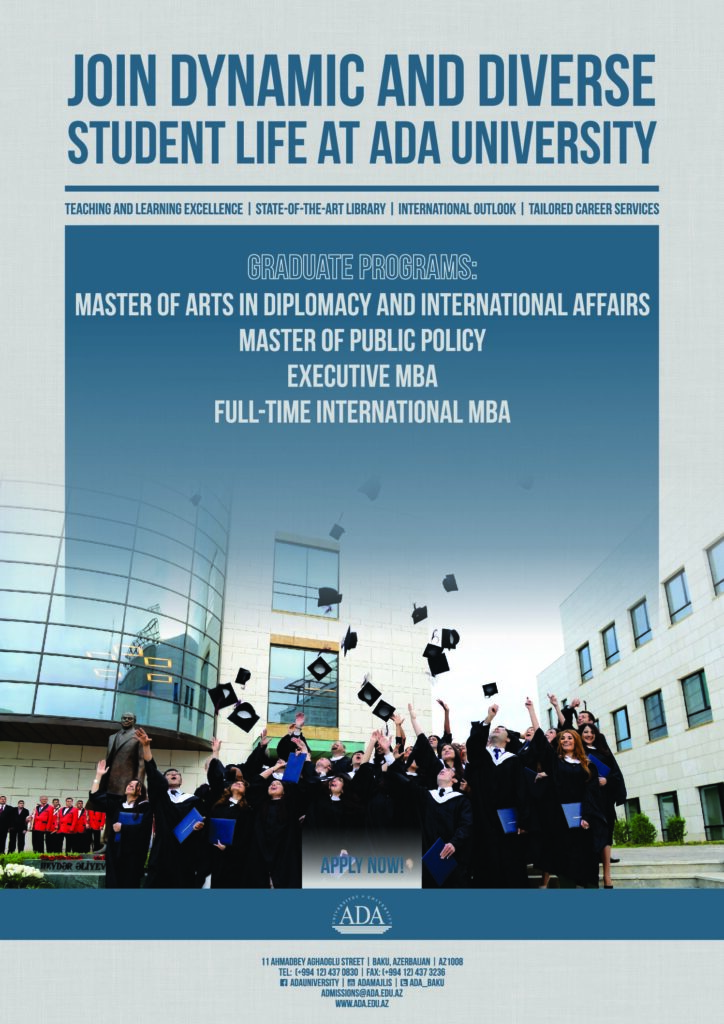 JOIN DYNAMIC AND DIVERSE
STUDENT LIFE AT ADA UNIVERSITY
TEACHING AND LEARNING EXCELLENCE | STATE-OF-THE-ART LIBRARY | INTERNATIONAL OUTLOOK | TAILORED CAREER SERVICES
GRADUATE PROGRAMS:
MASTER OF ARTS IN DIPLOMACY AND INTERNATIONAL AFFAIRS
MASTER OF PUBLIC POLICY
EXECUTIVE MBA
FULL-TIME INTERNATIONAL MBA
HEYDƏR ƏLİYEV
APPLY NOW!
ADA
11 AHMADBEY AGHAOGLU STREET | BAKU, AZERBAIJAN | AZ1008
TEL: (+994 12) 437 0830 | FAX: (+994 12) 437 3236
ADAUNIVERSITY | ADAMAJLIS | ADA_BAKU
ADMISSIONS@ADA.EDU.AZ
WWW.ADA.EDU.AZ